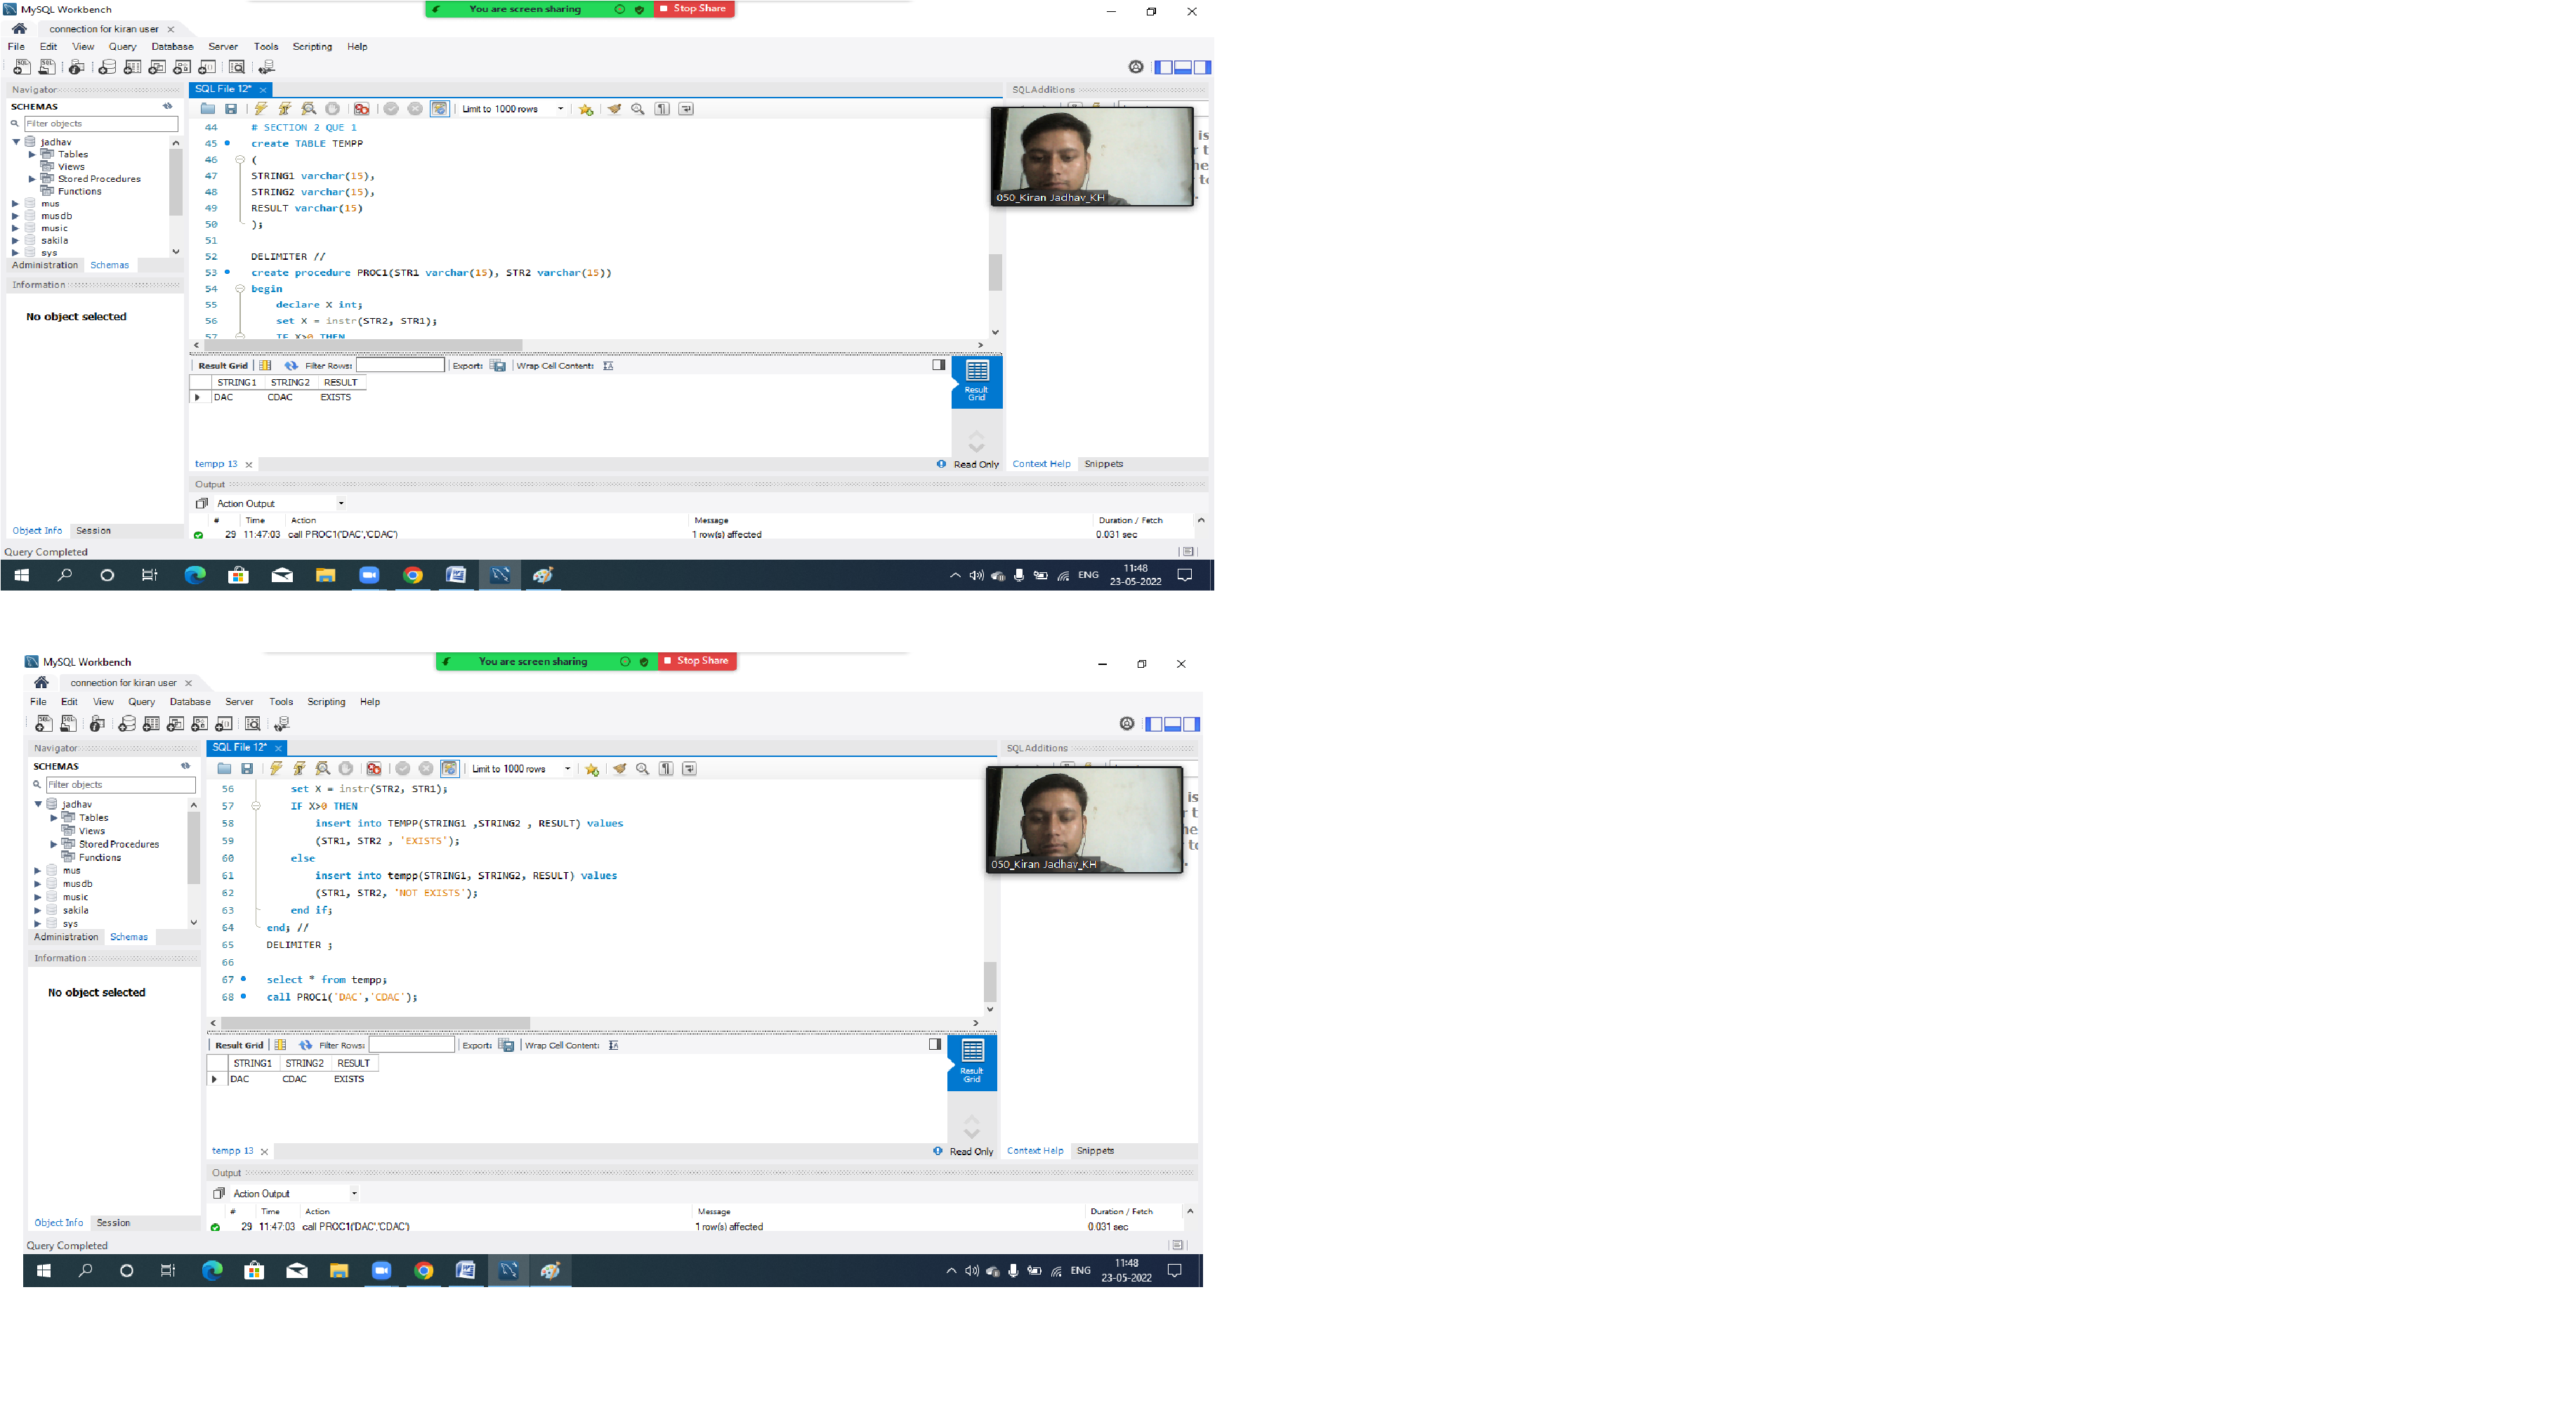 MySQL Workbench
You are screen sharing Stop Share
connection for kiran user
File Edit View Query Database Server Tools Scripting Help
Navigator
SQL File 12*
SQLAdditions
SCHEMAS
Limit to 1000 rows
Filter objects
jadhav
Tables
Views
Stored Procedures
Functions
mus
musdb
music
sakila
sys
Administration Schemas
Information
No object selected
44 # SECTION 2 QUE 1
45 create TABLE TEMPP
46 (
47 STRING1 varchar(15),
48 STRING2 varchar(15),
49 RESULT varchar(15)
50 );
51
52 DELIMITER //
53 create procedure PROC1(STR1 varchar(15), STR2 varchar(15))
54 begin
55 declare X int;
56 set X = instr(STR2, STR1);
57 IF X>0 THEN
050_Kiran Jadhav_KH
Result Grid Filter Rows: Export: Wrap Cell Content:
STRING1 STRING2 RESULT
DAC CDAC EXISTS
Result
Grid
tempp 13
Read Only Context Help Snippets
Output
Action Output
# Time Action Message Duration / Fetch
29 11:47:03 call PROC1('DAC','CDAC') 1 row(s) affected 0.031 sec
Object Info Session
Query Completed
ENG 11:48
23-05-2022
MySQL Workbench
You are screen sharing Stop Share
connection for kiran user
File Edit View Query Database Server Tools Scripting Help
Navigator
SQL File 12*
SQLAdditions
SCHEMAS
Limit to 1000 rows
Filter objects
jadhav
Tables
Views
Stored Procedures
Functions
mus
musdb
music
sakila
sys
Administration Schemas
Information
No object selected
56 set X = instr(STR2, STR1);
57 IF X>0 THEN
58 insert into TEMPP(STRING1 ,STRING2 , RESULT) values
59 (STR1, STR2 , 'EXISTS');
60 else
61 insert into tempp(STRING1, STRING2, RESULT) values
62 (STR1, STR2, 'NOT EXISTS');
63 end if;
64 end; //
65 DELIMITER ;
66
67 select * from tempp;
68 call PROC1('DAC','CDAC');
050_Kiran Jadhav_KH
Result Grid Filter Rows: Export: Wrap Cell Content:
STRING1 STRING2 RESULT
DAC CDAC EXISTS
Result
Grid
tempp 13
Read Only Context Help Snippets
Output
Action Output
# Time Action Message Duration / Fetch
29 11:47:03 call PROC1('DAC','CDAC') 1 row(s) affected 0.031 sec
Object Info Session
Query Completed
ENG 11:48
23-05-2022